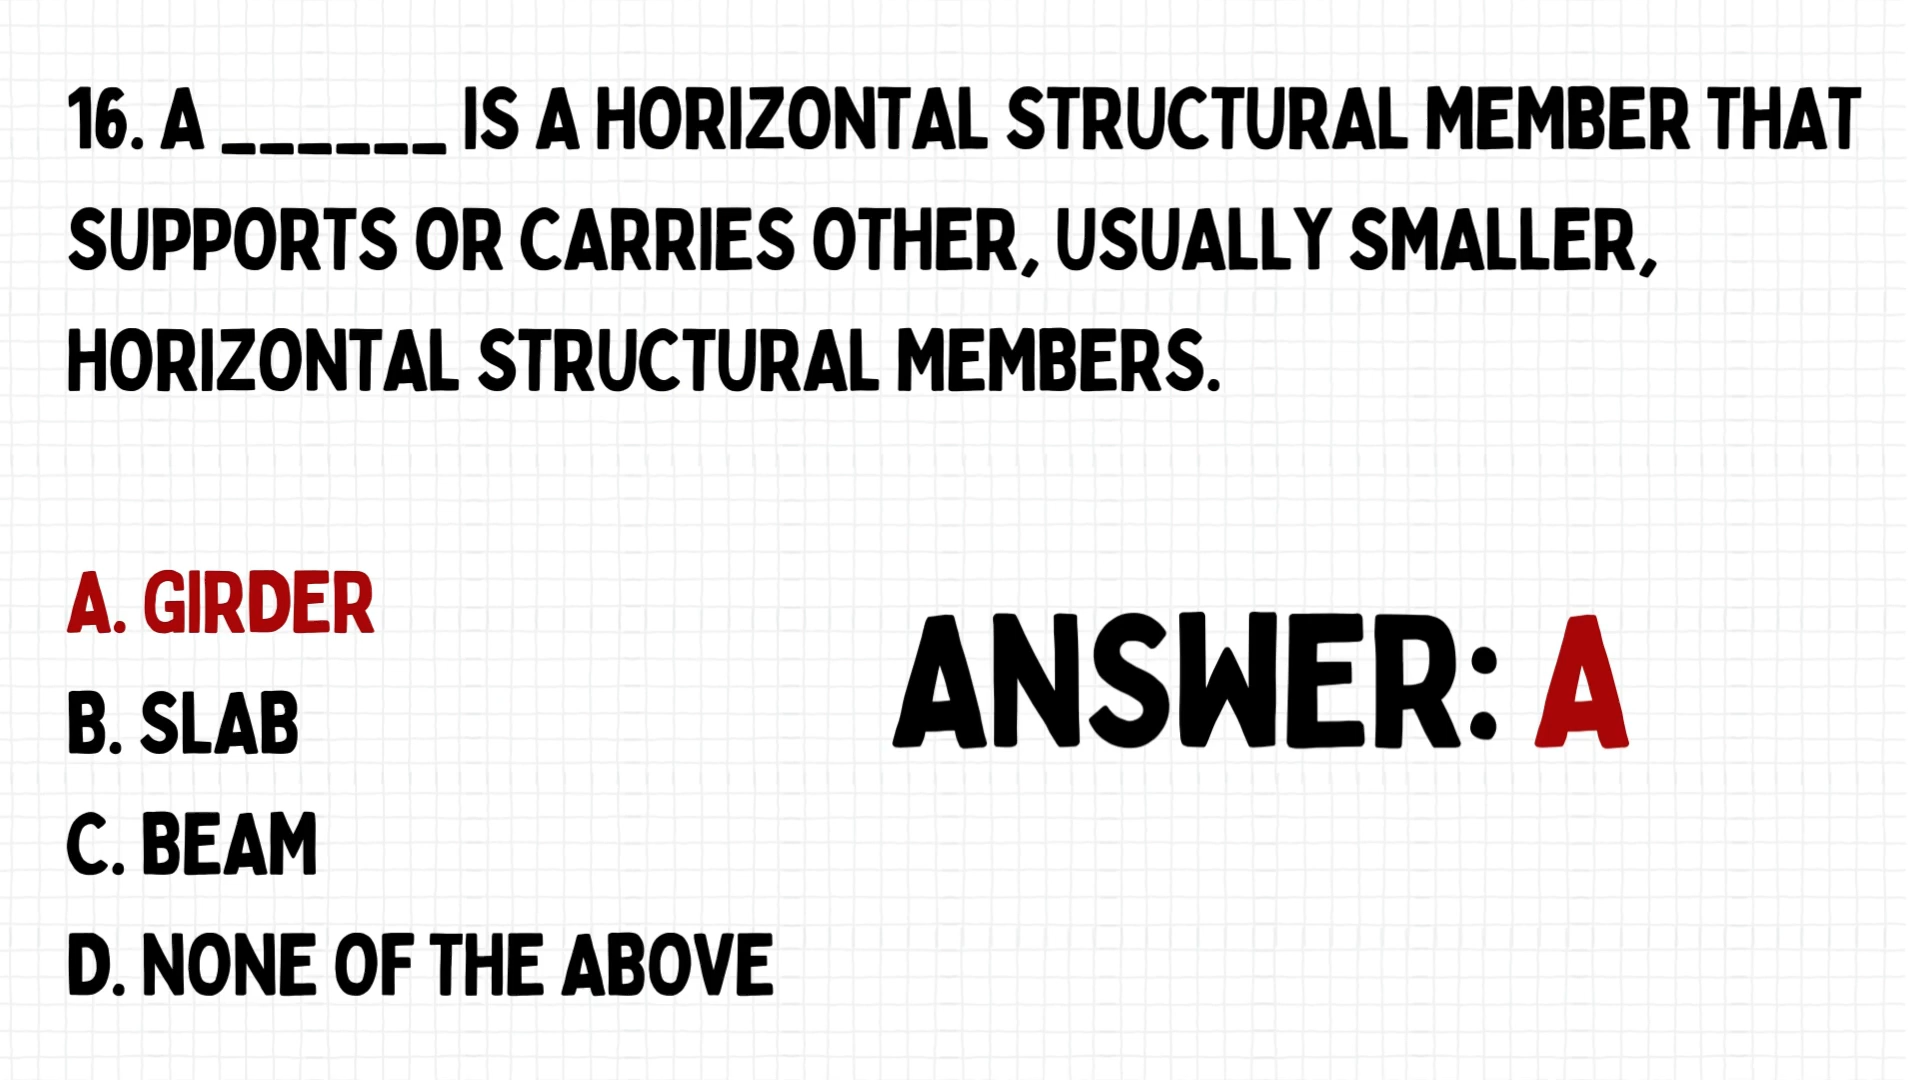 16. A ______ IS A HORIZONTAL STRUCTURAL MEMBER THAT
SUPPORTS OR CARRIES OTHER, USUALLY SMALLER,
HORIZONTAL STRUCTURAL MEMBERS.
A. GIRDER
B. SLAB
C. BEAM
D. NONE OF THE ABOVE
ANSWER: A